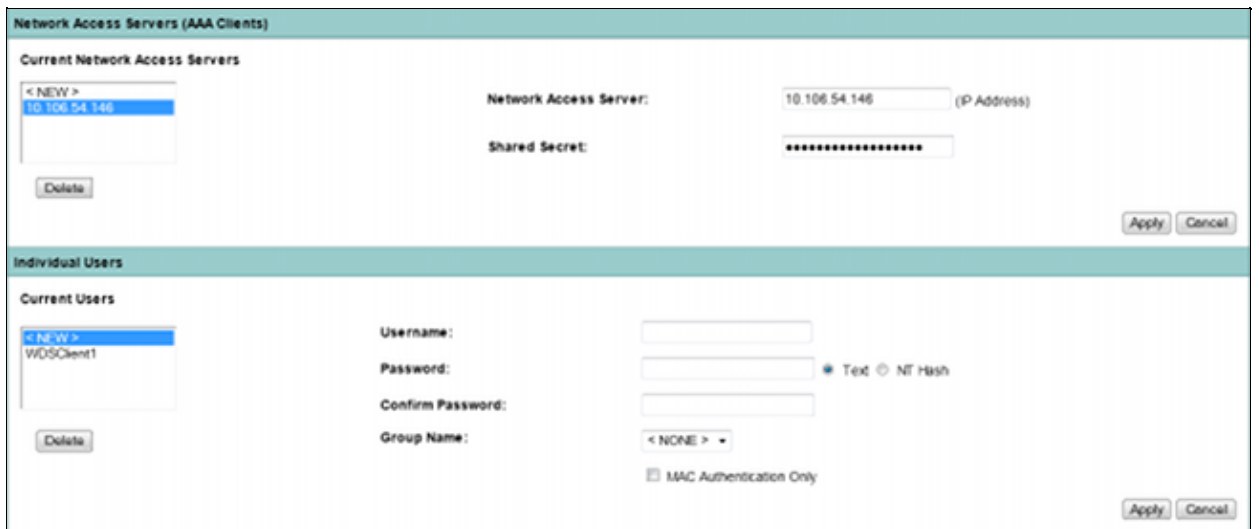 Network Access Servers (AAA Clients)
Current Network Access Servers
< NEW >
10.106.54.146
Network Access Server: 10.106.54.146 (IP Address)
Shared Secret: ••••••••••••••••••
Delete
Apply Cancel
Individual Users
Current Users
< NEW >
WDSClient1
Username:
Password: Text NT Hash
Confirm Password:
Delete
Group Name: < NONE >
MAC Authentication Only
Apply Cancel